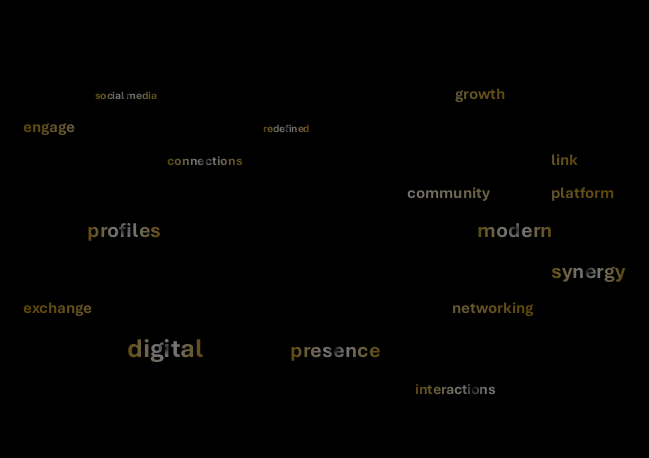 social media
growth
engage
redefined
connections
link
community
platform
profiles
modern
synergy
exchange
networking
digital
presence
interactions